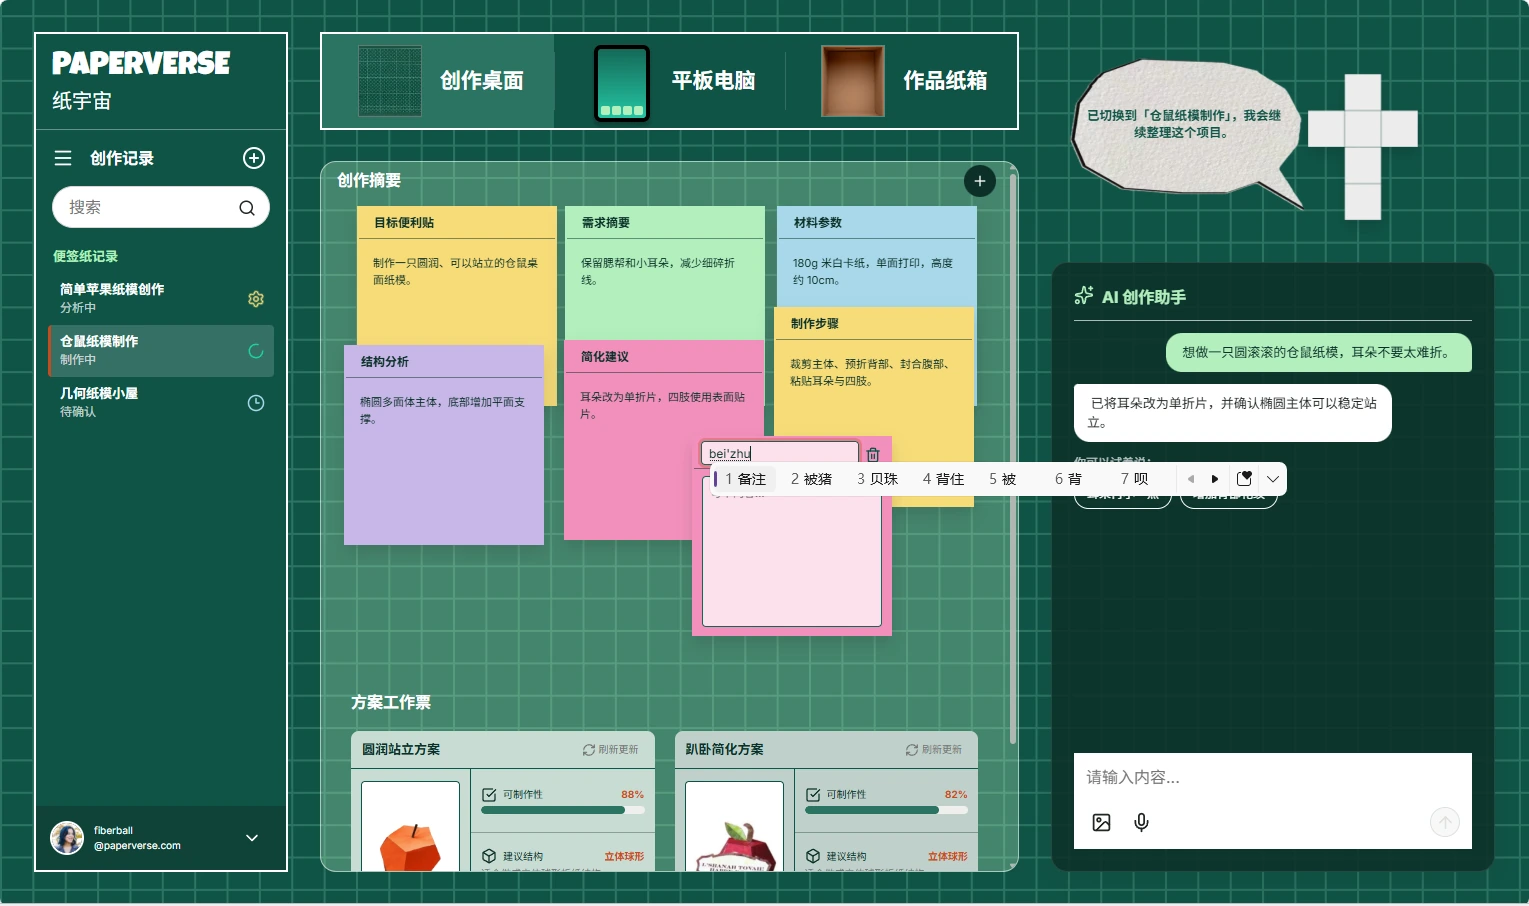 PAPERVERSE
纸宇宙
创作记录
搜索
便签纸记录
简单苹果纸模创作
分析中
仓鼠纸模制作
制作中
几何纸模小屋
待确认
fiberball
@paperverse.com
创作桌面
平板电脑
作品纸箱
创作摘要
目标便利贴
制作一只圆润、可以站立的仓鼠桌
面纸模。
需求摘要
保留腮帮和小耳朵，减少细碎折
线。
材料参数
180g 米白卡纸，单面打印，高度
约 10cm。
结构分析
椭圆多面体主体，底部增加平面支
撑。
简化建议
耳朵改为单折片，四肢使用表面贴
片。
制作步骤
裁剪主体、预折背部、封合腹部、
粘贴耳朵与四肢。
bei'zhu
1 备注 2 被猪 3 贝珠 4 背住 5 被 6 背 7 呗
方案工作票
圆润站立方案
刷新更新
可制作性
88%
建议结构
立体球形
趴卧简化方案
刷新更新
可制作性
82%
建议结构
立体球形
已切换到「仓鼠纸模制作」，我会继
续整理这个项目。
AI 创作助手
想做一只圆滚滚的仓鼠纸模，耳朵不要太难折。
已将耳朵改为单折片，并确认椭圆主体可以稳定站
立。
请输入内容...